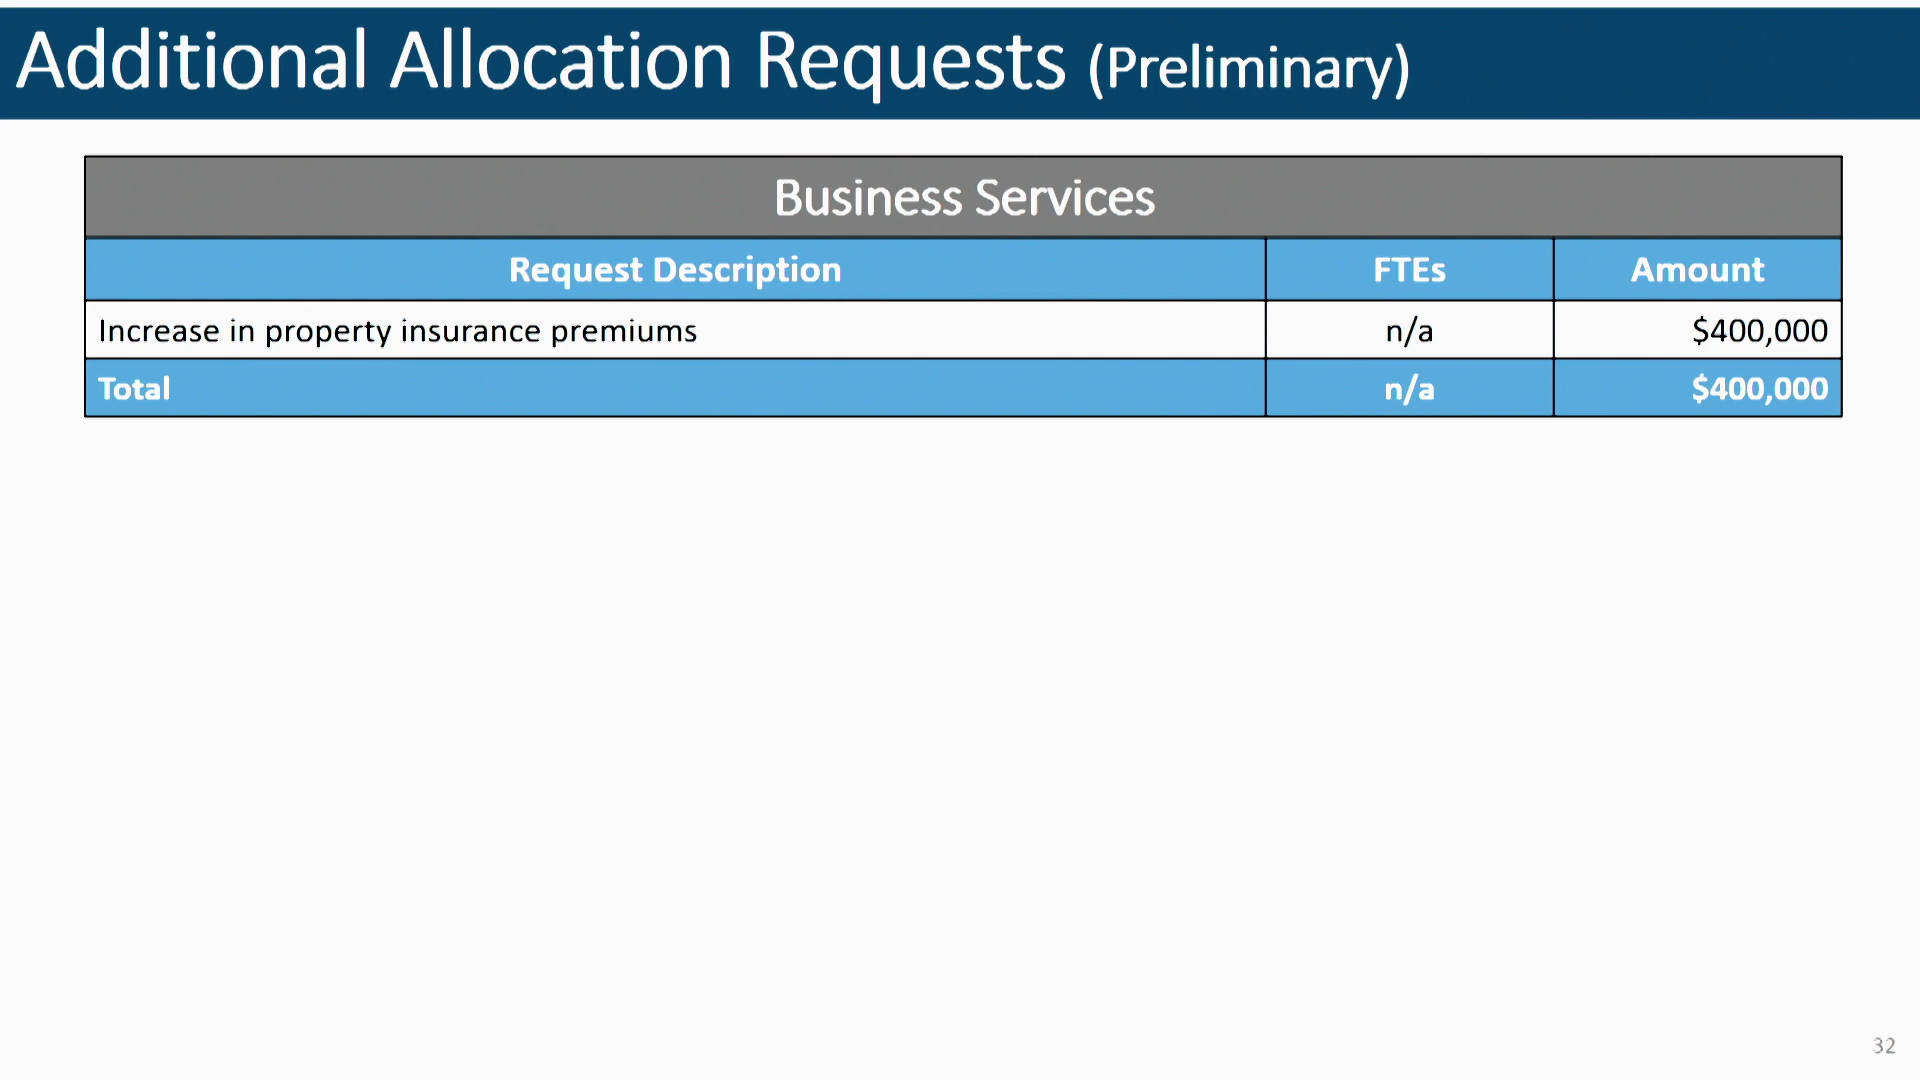 Additional Allocation Requests (Preliminary)
Business Services
Request Description FTEs Amount
Increase in property insurance premiums n/a $400,000
Total n/a $400,000
32